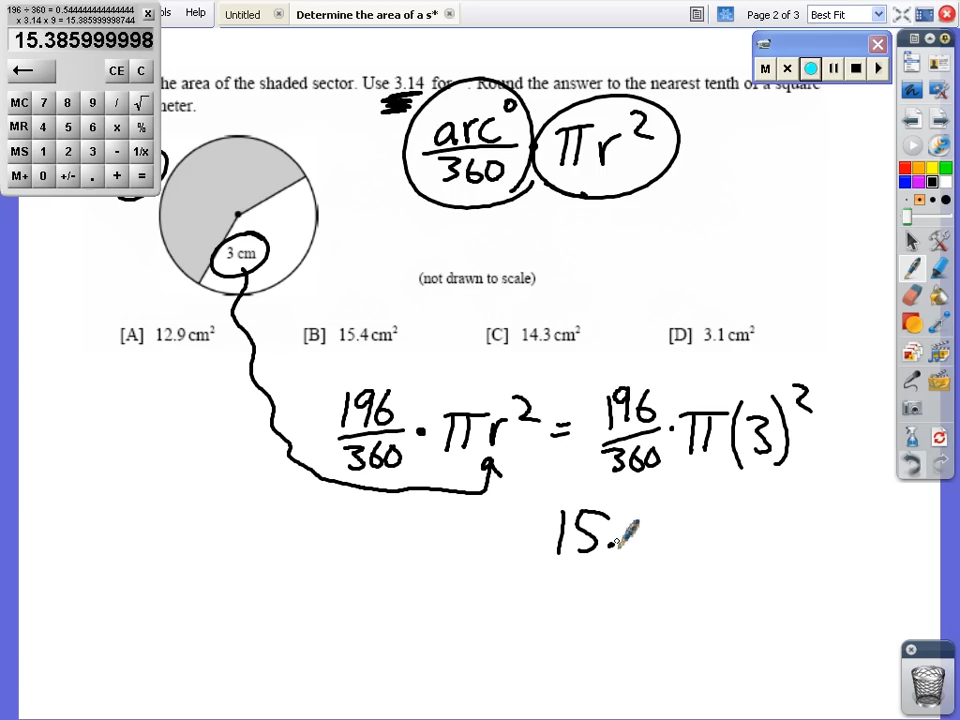 196 ÷ 360 = 0.54444444444444
x 3.14 x 9 = 15.385999998744
15.385999998
CE C
MC 7 8 9 / √
MR 4 5 6 x %
MS 1 2 3 - 1/x
M+ 0 +/- . + =
Help
Untitled
Determine the area of a s*
Page 2 of 3
Best Fit
M
the area of the shaded sector. Use 3.14 for . Round the answer to the nearest tenth of a square
meter.
arc° / 360 · πr²
3 cm
(not drawn to scale)
[A] 12.9 cm² [B] 15.4 cm² [C] 14.3 cm² [D] 3.1 cm²
196/360 · πr² = 196/360 · π(3)²
15.